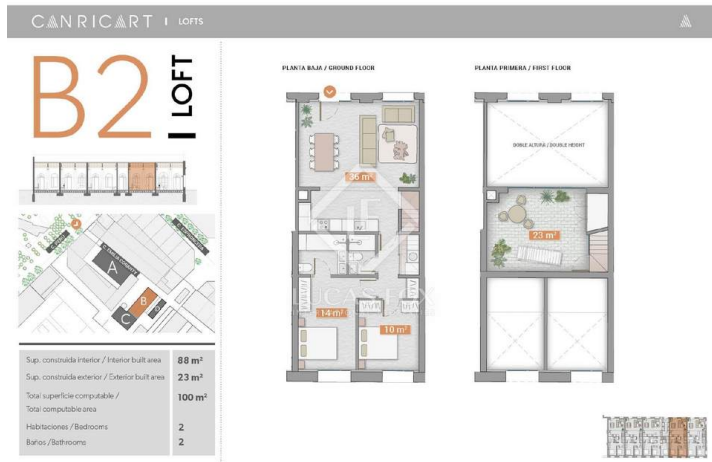 CANRICART | LOFTS
B2 | LOFT
PLANTA BAJA / GROUND FLOOR
PLANTA PRIMERA / FIRST FLOOR
DOBLE ALTURA / DOUBLE HEIGHT
36 m²
23 m²
14 m²
10 m²
A
B
C
D
Sup. construida interior / Interior built area 88 m²
Sup. construida exterior / Exterior built area 23 m²
Total superficie computable / 100 m²
Total computable area
Habitaciones / Bedrooms 2
Baños / Bathrooms 2